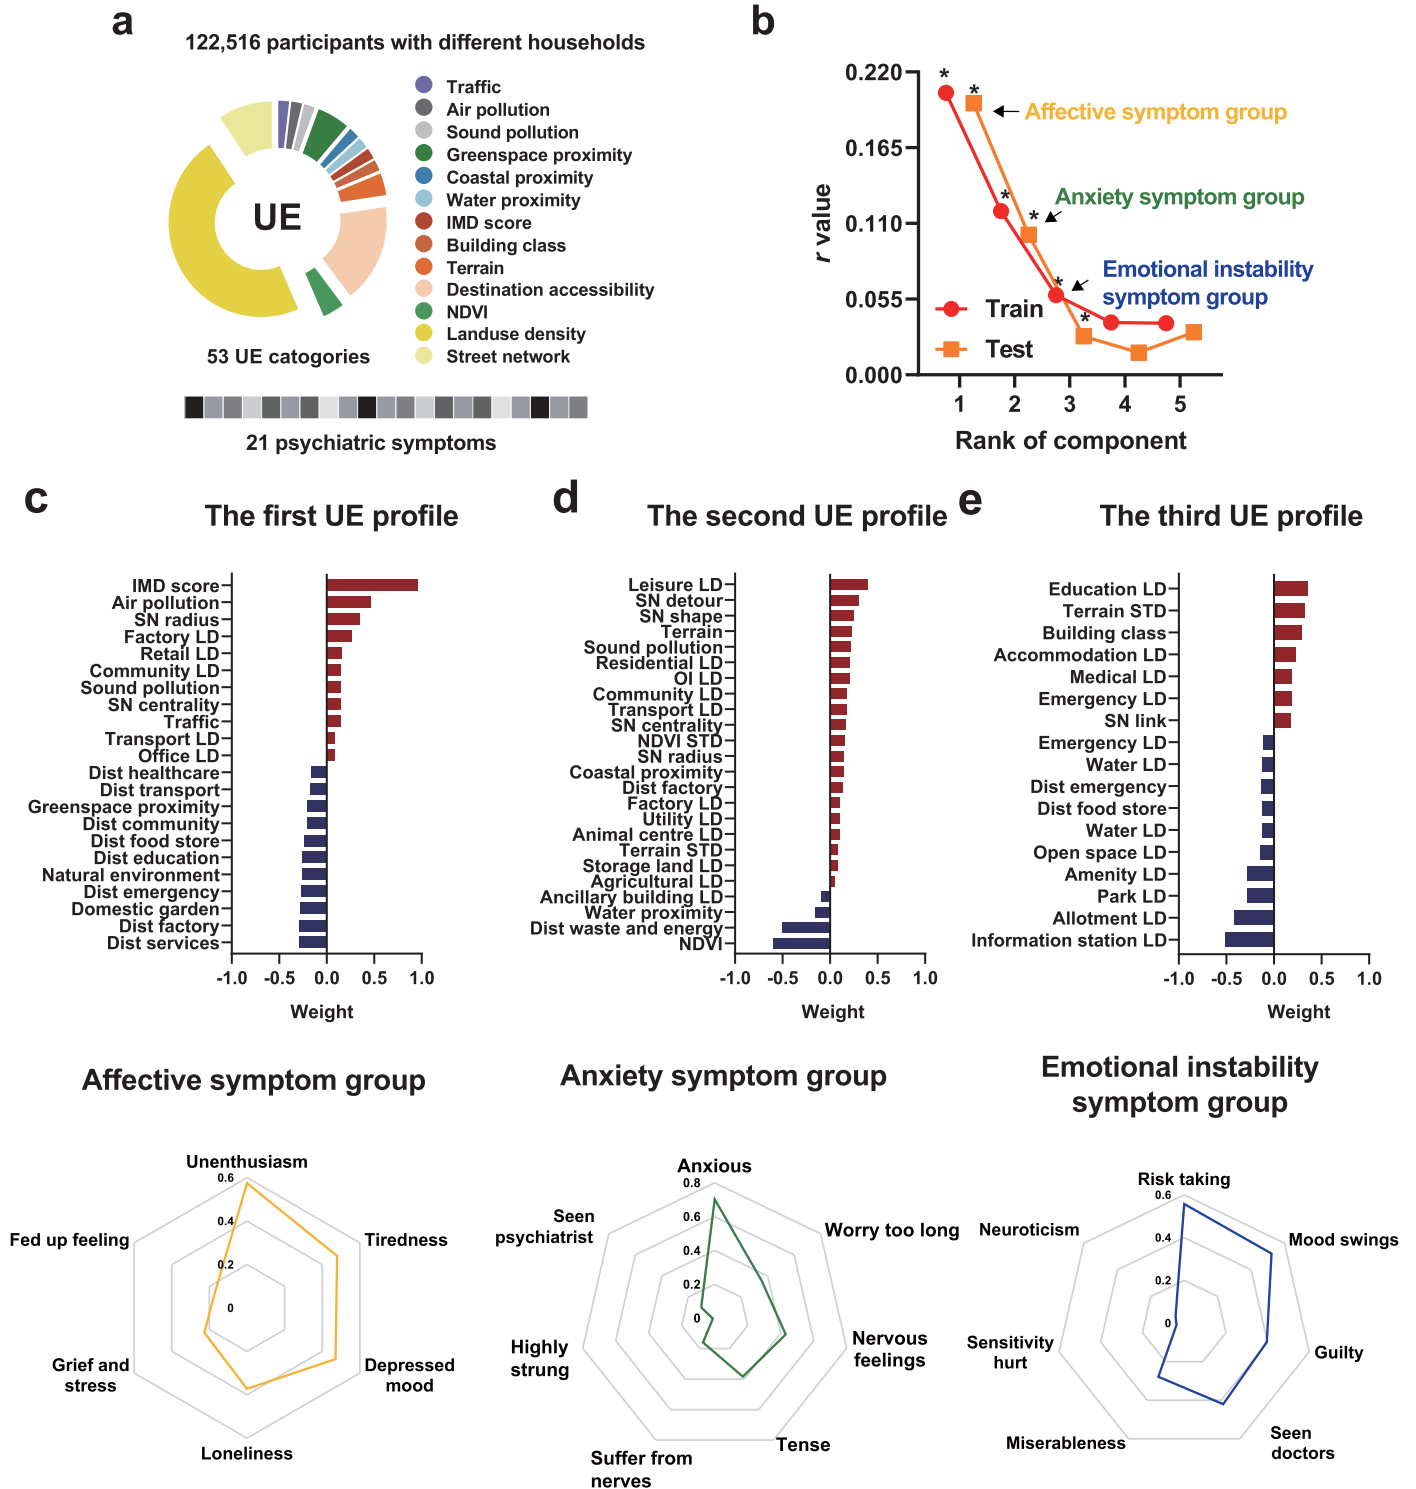 a
122,516 participants with different households
UE
Traffic
Air pollution
Sound pollution
Greenspace proximity
Coastal proximity
Water proximity
IMD score
Building class
Terrain
Destination accessibility
NDVI
Landuse density
Street network
53 UE catogories
21 psychiatric symptoms
b
r value
0.220
0.165
0.110
0.055
0.000
*
*
*
*
*
*
Affective symptom group
Anxiety symptom group
Emotional instability
symptom group
Train
Test
1 2 3 4 5
Rank of component
c
The first UE profile
IMD score
Air pollution
SN radius
Factory LD
Retail LD
Community LD
Sound pollution
SN centrality
Traffic
Transport LD
Office LD
Dist healthcare
Dist transport
Greenspace proximity
Dist community
Dist food store
Dist education
Natural environment
Dist emergency
Domestic garden
Dist factory
Dist services
-1.0 -0.5 0.0 0.5 1.0
Weight
d
The second UE profile
Leisure LD
SN detour
SN shape
Terrain
Sound pollution
Residential LD
OI LD
Community LD
Transport LD
SN centrality
NDVI STD
SN radius
Coastal proximity
Dist factory
Factory LD
Utility LD
Animal centre LD
Terrain STD
Storage land LD
Agricultural LD
Ancillary building LD
Water proximity
Dist waste and energy
NDVI
-1.0 -0.5 0.0 0.5 1.0
Weight
e
The third UE profile
Education LD
Terrain STD
Building class
Accommodation LD
Medical LD
Emergency LD
SN link
Emergency LD
Water LD
Dist emergency
Dist food store
Water LD
Open space LD
Amenity LD
Park LD
Allotment LD
Information station LD
-1.0 -0.5 0.0 0.5 1.0
Weight
Affective symptom group
Unenthusiasm
0.6
0.4
0.2
0
Tiredness
Depressed
mood
Loneliness
Grief and
stress
Fed up feeling
Anxiety symptom group
Anxious
0.8
0.6
0.4
0.2
0
Worry too long
Nervous
feelings
Tense
Suffer from
nerves
Highly
strung
Seen
psychiatrist
Emotional instability
symptom group
Risk taking
0.6
0.4
0.2
0
Mood swings
Guilty
Seen
doctors
Miserableness
Sensitivity
hurt
Neuroticism